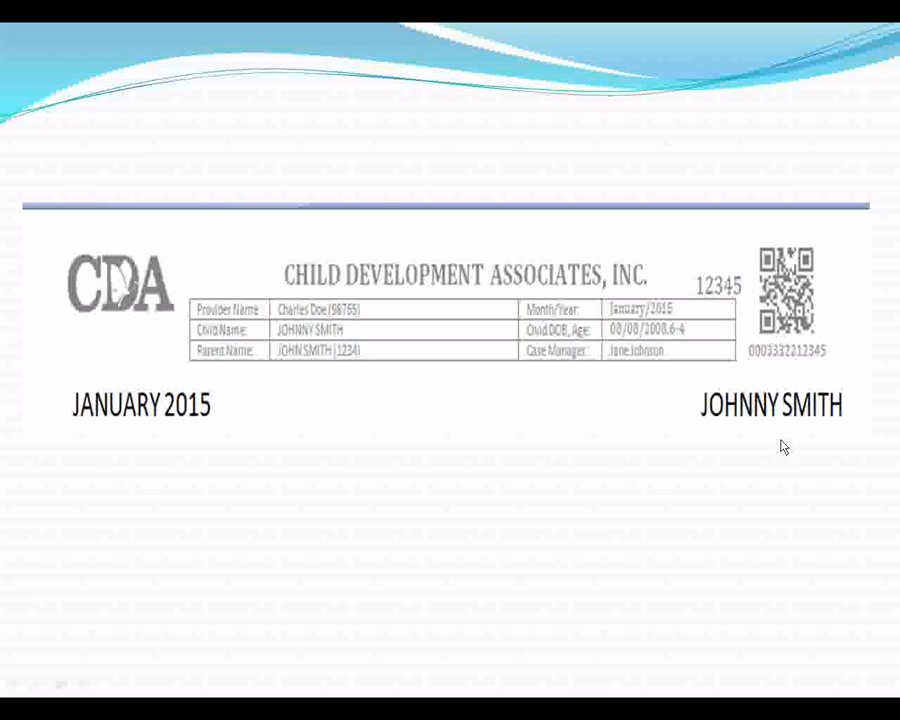 CDA
CHILD DEVELOPMENT ASSOCIATES, INC.
12345
Provider Name Charles Doe (98765) Month/Year: January/2015
Child Name: JOHNNY SMITH Child DOB, Age: 08/08/2008.6-4
Parent Name: JOHN SMITH (1234) Case Manager: Jane Johnson
0003332212345
JANUARY 2015 JOHNNY SMITH